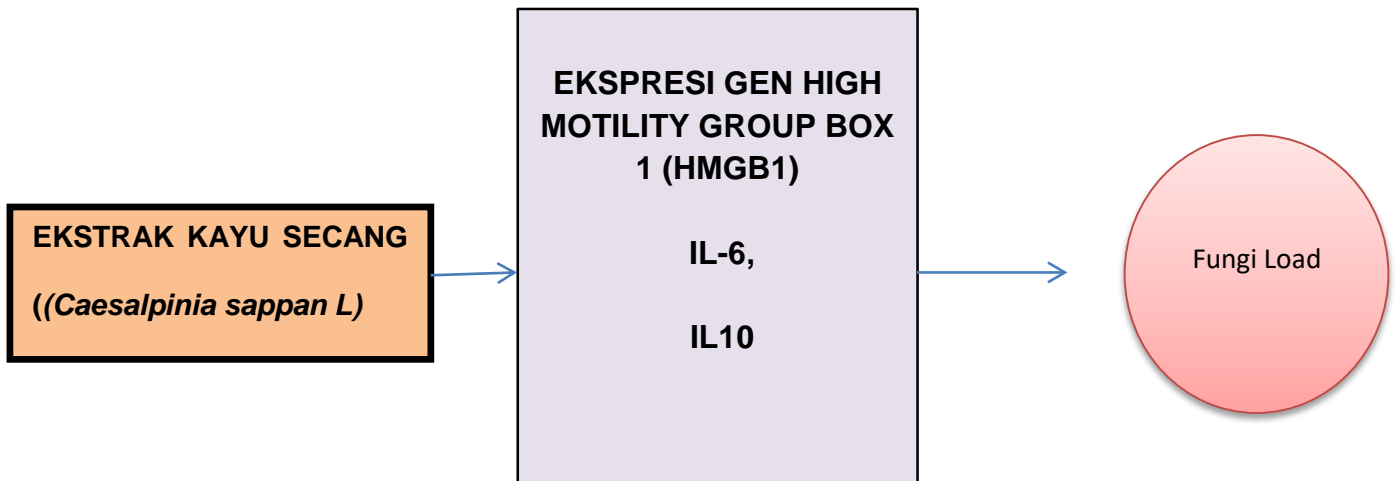 EKSPRESI GEN HIGH
MOTILITY GROUP BOX
1 (HMGB1)
IL-6,
IL10
EKSTRAK KAYU SECANG
((Caesalpinia sappan L)
Fungi Load